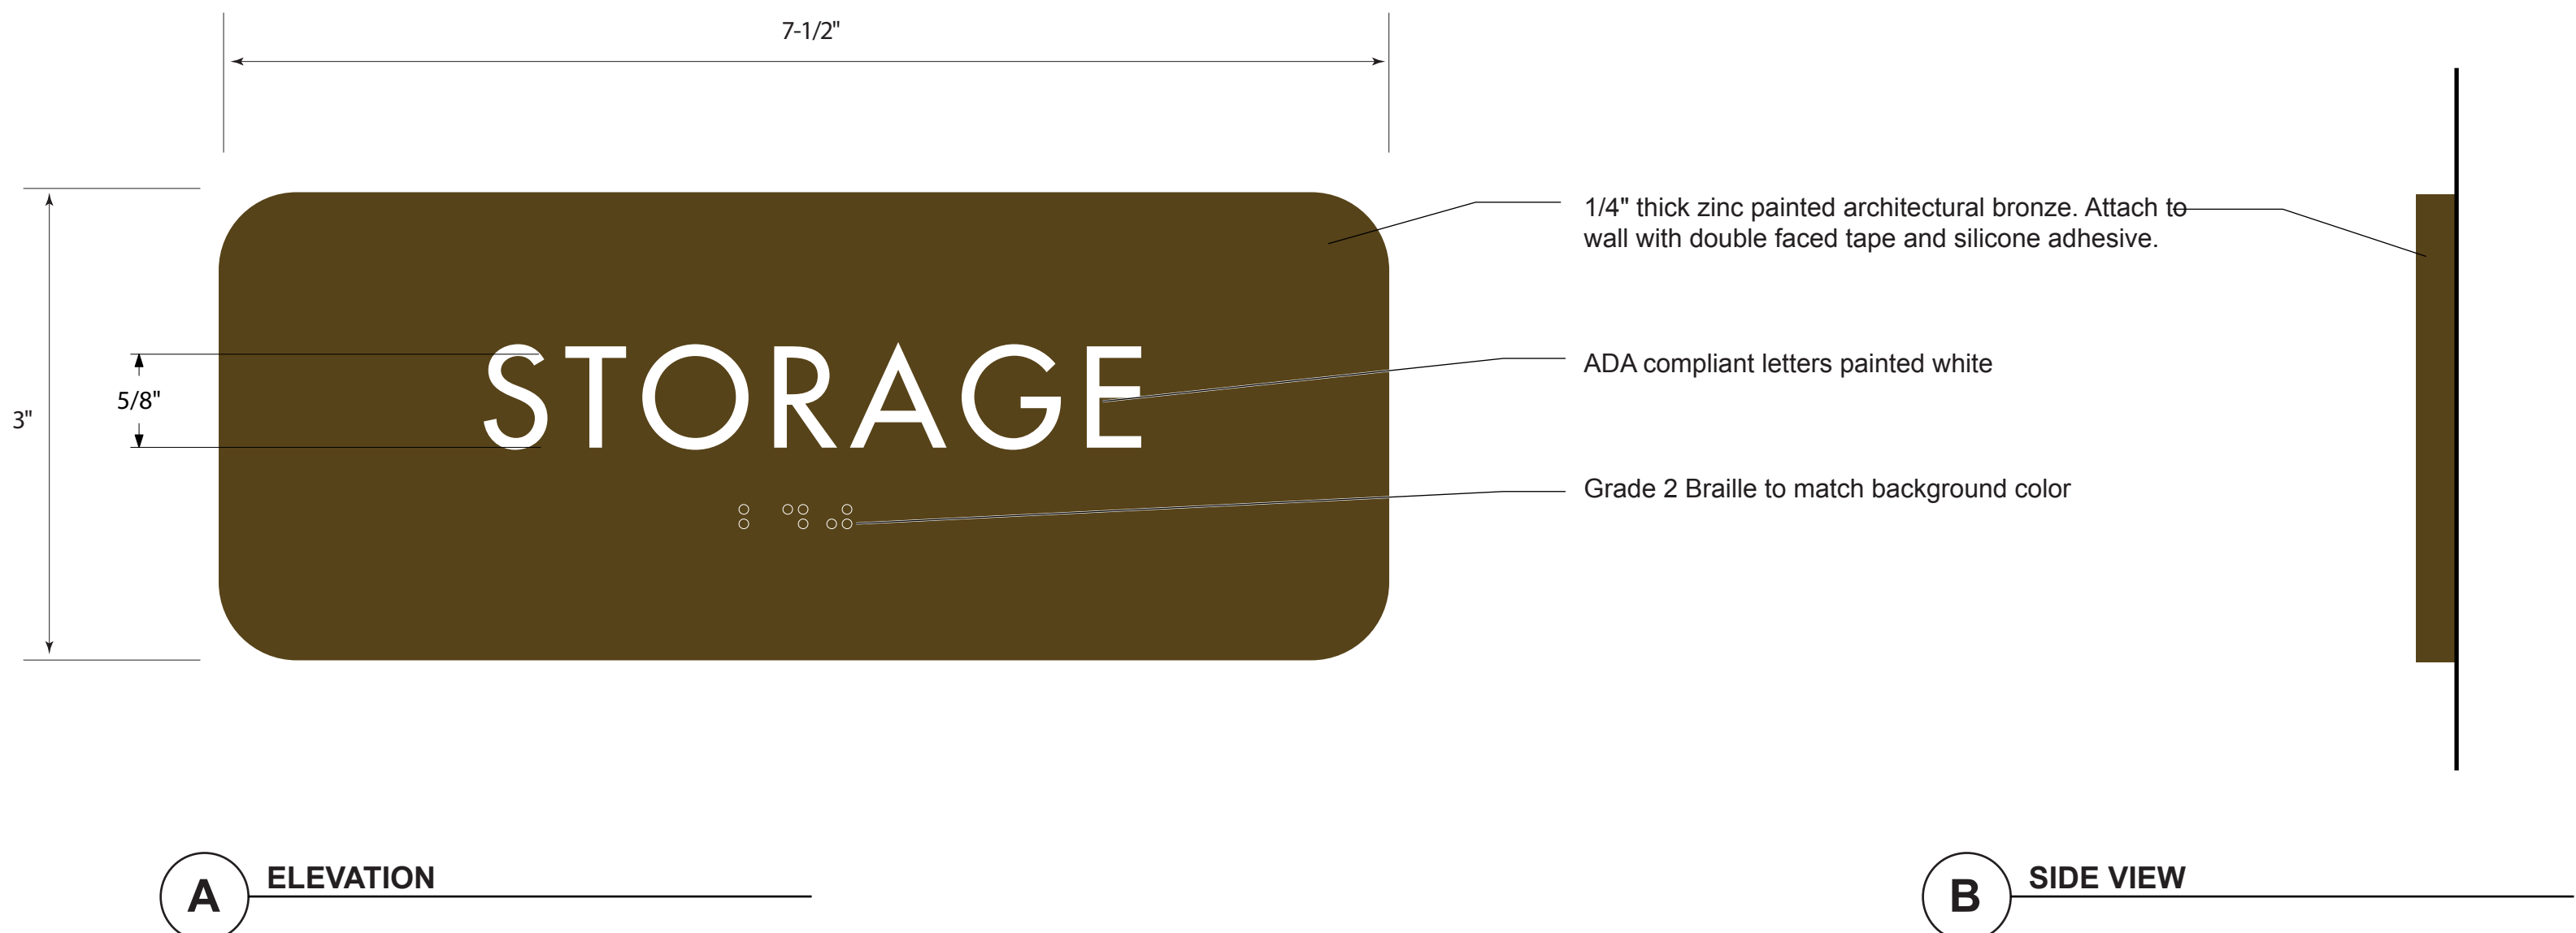 7-1/2"
1/4" thick zinc painted architectural bronze. Attach to
wall with double faced tape and silicone adhesive.
STORAGE
ADA compliant letters painted white
5/8"
3"
Grade 2 Braille to match background color
A ELEVATION
B SIDE VIEW